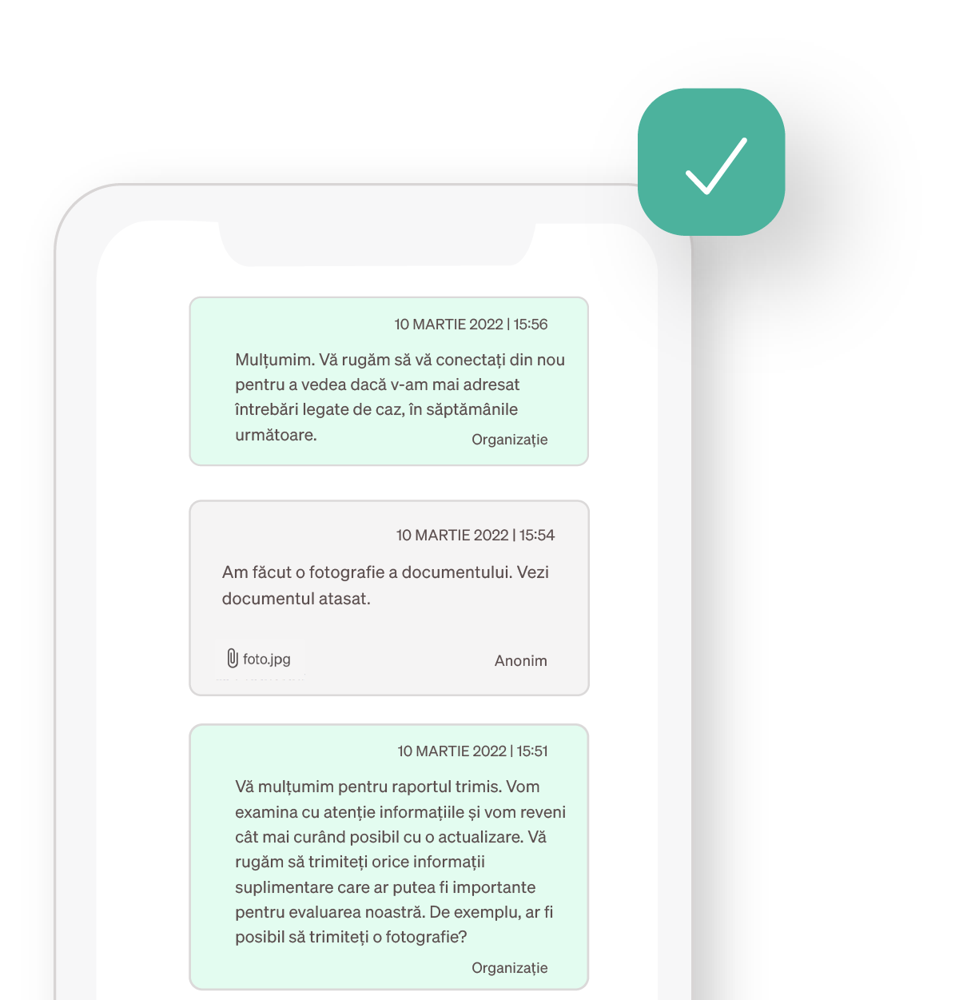 10 MARTIE 2022 | 15:56
Mulțumim. Vă rugăm să vă conectați din nou
pentru a vedea dacă v-am mai adresat
întrebări legate de caz, în săptămânile
următoare.
Organizație
10 MARTIE 2022 | 15:54
Am făcut o fotografie a documentului. Vezi
documentul atasat.
foto.jpg
Anonim
10 MARTIE 2022 | 15:51
Vă mulțumim pentru raportul trimis. Vom
examina cu atenție informațiile și vom reveni
cât mai curând posibil cu o actualizare. Vă
rugăm să trimiteți orice informații
suplimentare care ar putea fi importante
pentru evaluarea noastră. De exemplu, ar fi
posibil să trimiteți o fotografie?
Organizație